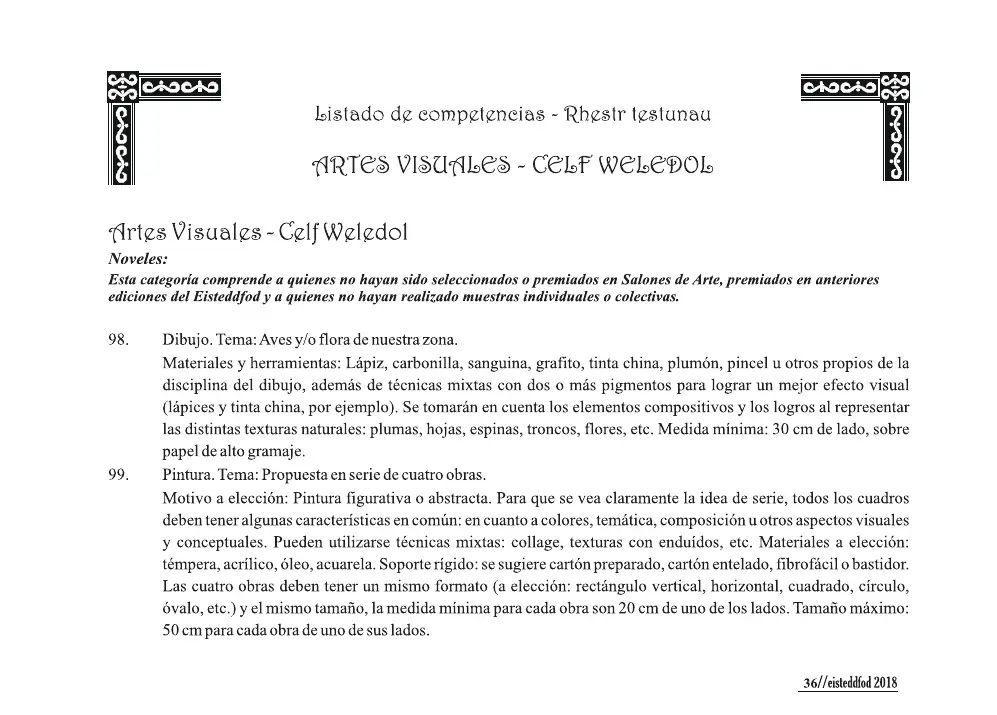 Listado de competencias - Rhestr testunau
ARTES VISUALES - CELF WELEDOL
Artes Visuales - Celf Weledol
Noveles:
Esta categoría comprende a quienes no hayan sido seleccionados o premiados en Salones de Arte, premiados en anteriores
ediciones del Eisteddfod y a quienes no hayan realizado muestras individuales o colectivas.
98. Dibujo. Tema: Aves y/o flora de nuestra zona.
Materiales y herramientas: Lápiz, carbonilla, sanguina, grafito, tinta china, plumón, pincel u otros propios de la
disciplina del dibujo, además de técnicas mixtas con dos o más pigmentos para lograr un mejor efecto visual
(lápices y tinta china, por ejemplo). Se tomarán en cuenta los elementos compositivos y los logros al representar
las distintas texturas naturales: plumas, hojas, espinas, troncos, flores, etc. Medida mínima: 30 cm de lado, sobre
papel de alto gramaje.
99. Pintura. Tema: Propuesta en serie de cuatro obras.
Motivo a elección: Pintura figurativa o abstracta. Para que se vea claramente la idea de serie, todos los cuadros
deben tener algunas características en común: en cuanto a colores, temática, composición u otros aspectos visuales
y conceptuales. Pueden utilizarse técnicas mixtas: collage, texturas con enduídos, etc. Materiales a elección:
témpera, acrílico, óleo, acuarela. Soporte rígido: se sugiere cartón preparado, cartón entelado, fibrofácil o bastidor.
Las cuatro obras deben tener un mismo formato (a elección: rectángulo vertical, horizontal, cuadrado, círculo,
óvalo, etc.) y el mismo tamaño, la medida mínima para cada obra son 20 cm de uno de los lados. Tamaño máximo:
50 cm para cada obra de uno de sus lados.
36//eisteddfod 2018